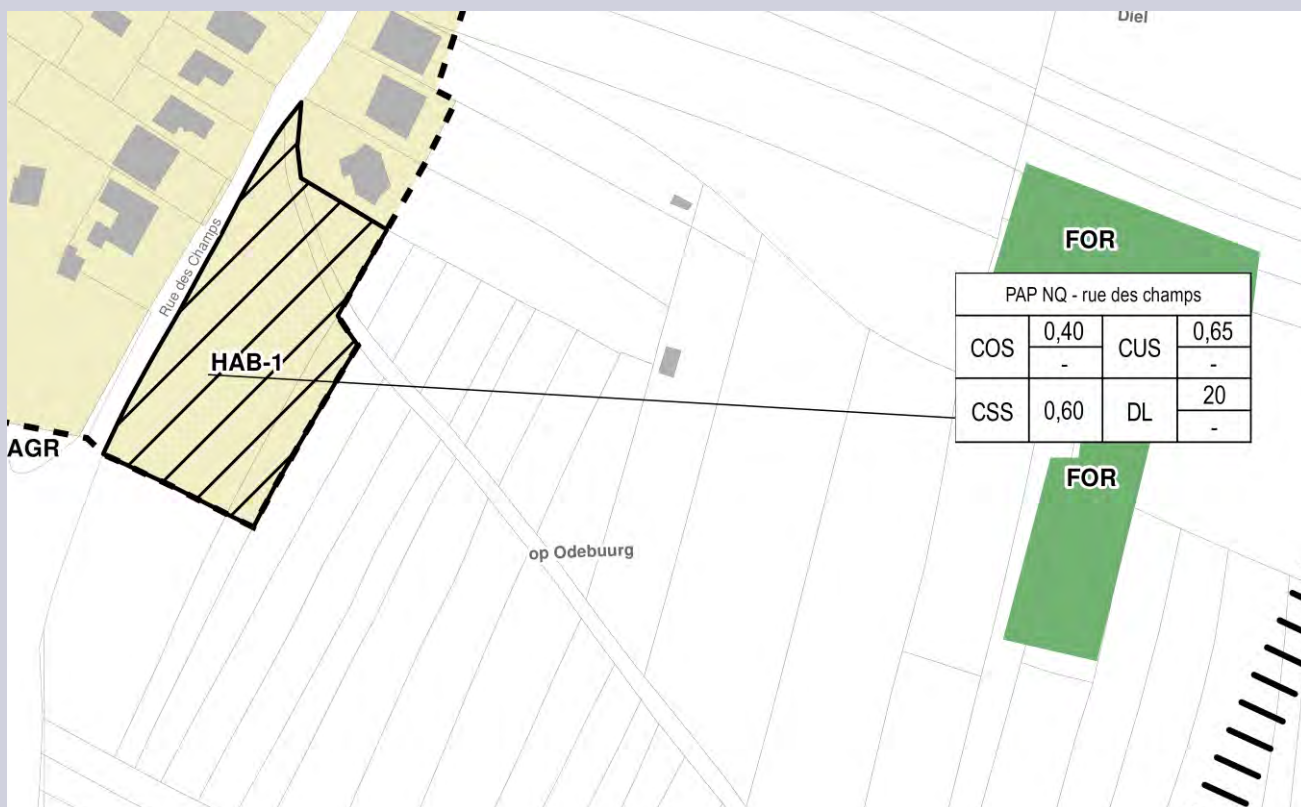 Diel
FOR
PAP NQ - rue des champs
COS 0,40 CUS 0,65
- -
CSS 0,60 DL 20
-
Rue des Champs
HAB-1
AGR
FOR
op Odebuurg